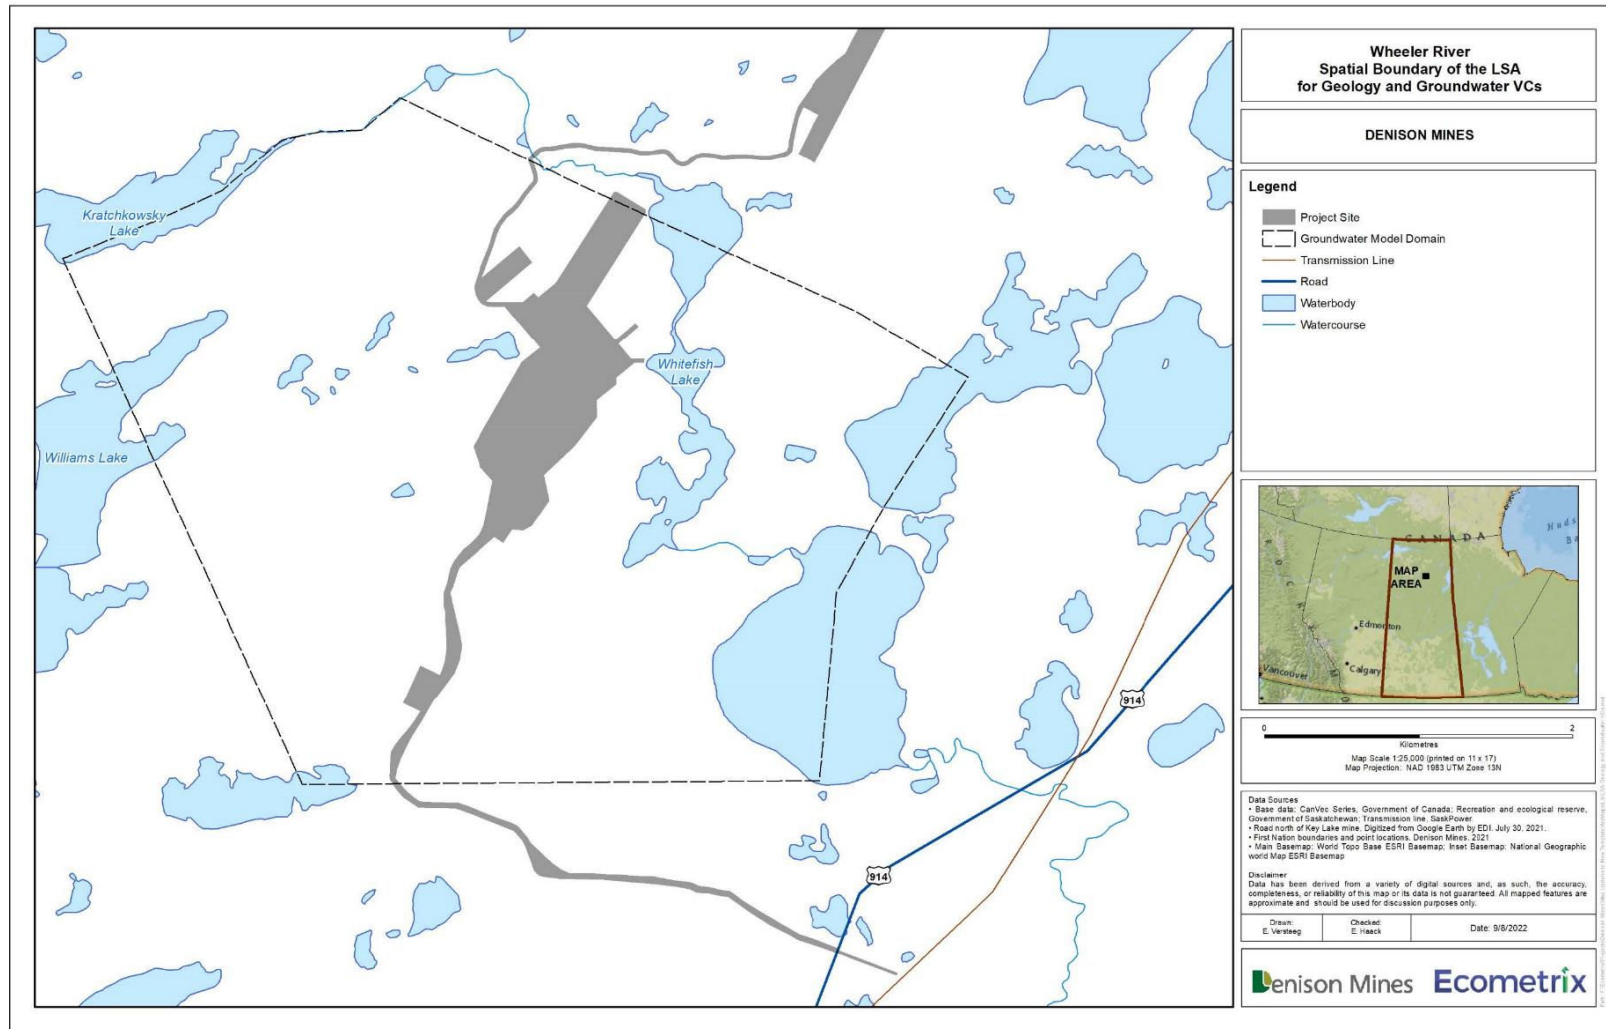 Kratchkowsky
Lake
Williams Lake
Whitefish
Lake
914
914
Wheeler River
Spatial Boundary of the LSA
for Geology and Groundwater VCs
DENISON MINES
Legend
Project Site
Groundwater Model Domain
Transmission Line
Road
Waterbody
Watercourse
CANADA
MAP
AREA
Edmonton
Calgary
Vancouver
0 2
Kilometres
Map Scale 1:25,000 (printed on 11 x 17)
Map Projection: NAD 1983 UTM Zone 13N
Data Sources
• Base data: CanVec Series, Government of Canada; Recreation and ecological reserve,
Government of Saskatchewan; Transmission line, SaskPower
• Road north of Key Lake mine, Digitized from Google Earth by EDI. July 30, 2021.
• First Nation boundaries and point locations. Denison Mines. 2021
• Main Basemap: World Topo Base ESRI Basemap; Inset Basemap: National Geographic
world Map ESRI Basemap
Disclaimer
Data has been derived from a variety of digital sources and, as such, the accuracy,
completeness, or reliability of this map or its data is not guaranteed. All mapped features are
approximate and should be used for discussion purposes only.
Drawn:
E. Versteeg
Checked:
E. Haack
Date: 9/8/2022
Denison Mines
Ecometrix